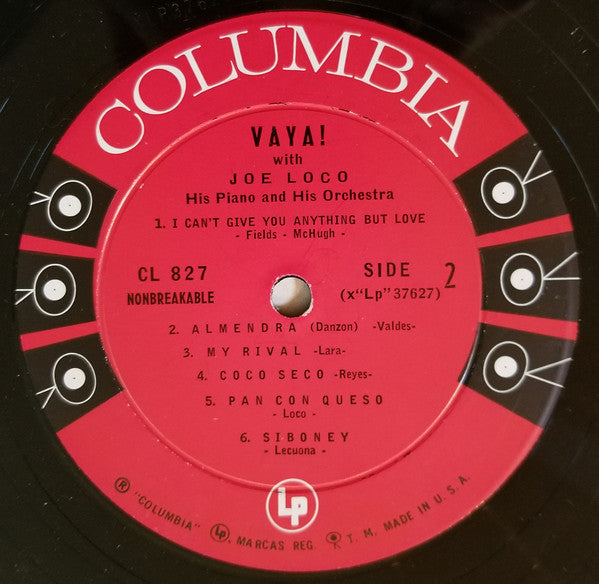 COLUMBIA
VAYA!
with
JOE LOCO
His Piano and His Orchestra
1. I CAN'T GIVE YOU ANYTHING BUT LOVE
- Fields - McHugh -
CL 827
NONBREAKABLE
SIDE 2
(x"Lp"37627)
2. ALMENDRA (Danzon) -Valdes-
3. MY RIVAL -Lara-
4. COCO SECO -Reyes-
5. PAN CON QUESO
- Loco -
6. SIBONEY
- Lecuona -
Lp
® "COLUMBIA" Lp, MARCAS REG. T. M. MADE IN U.S.A.